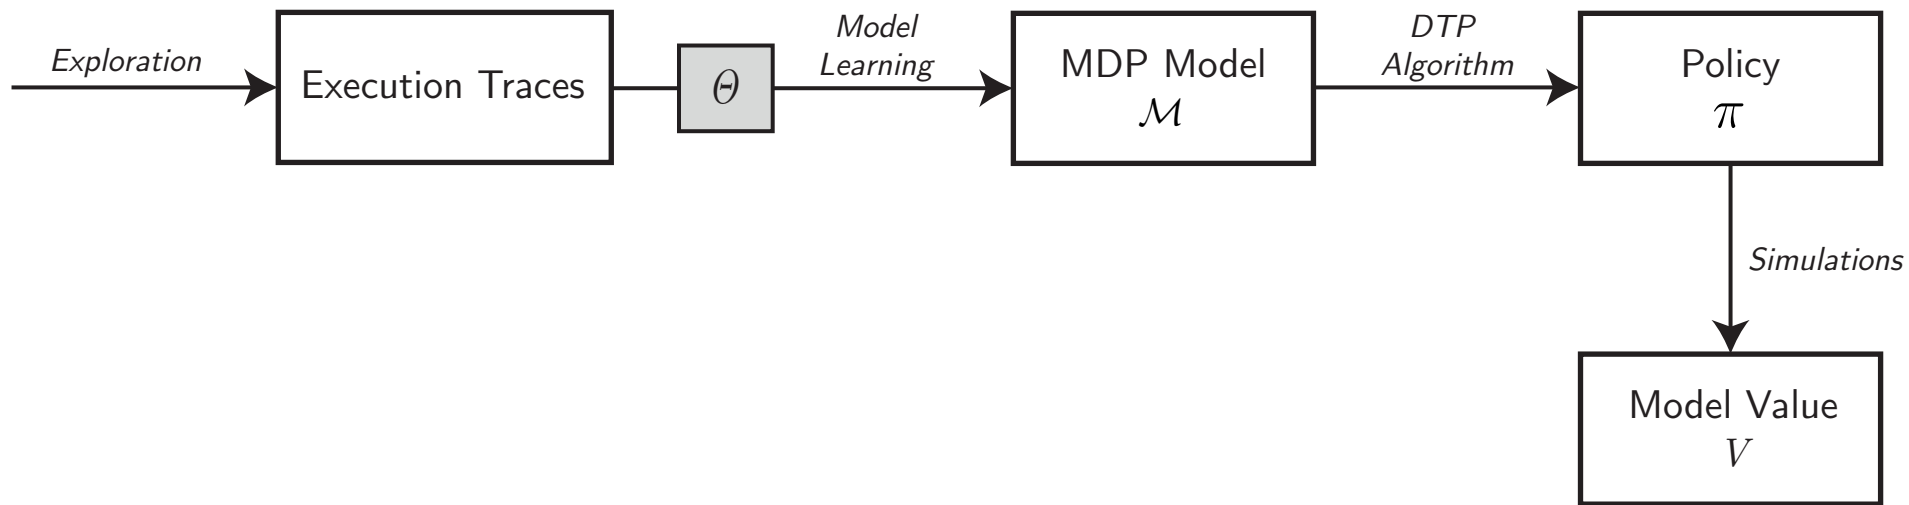 Exploration
Execution Traces
Θ
Model
Learning
MDP Model
ℳ
DTP
Algorithm
Policy
π
Simulations
Model Value
V